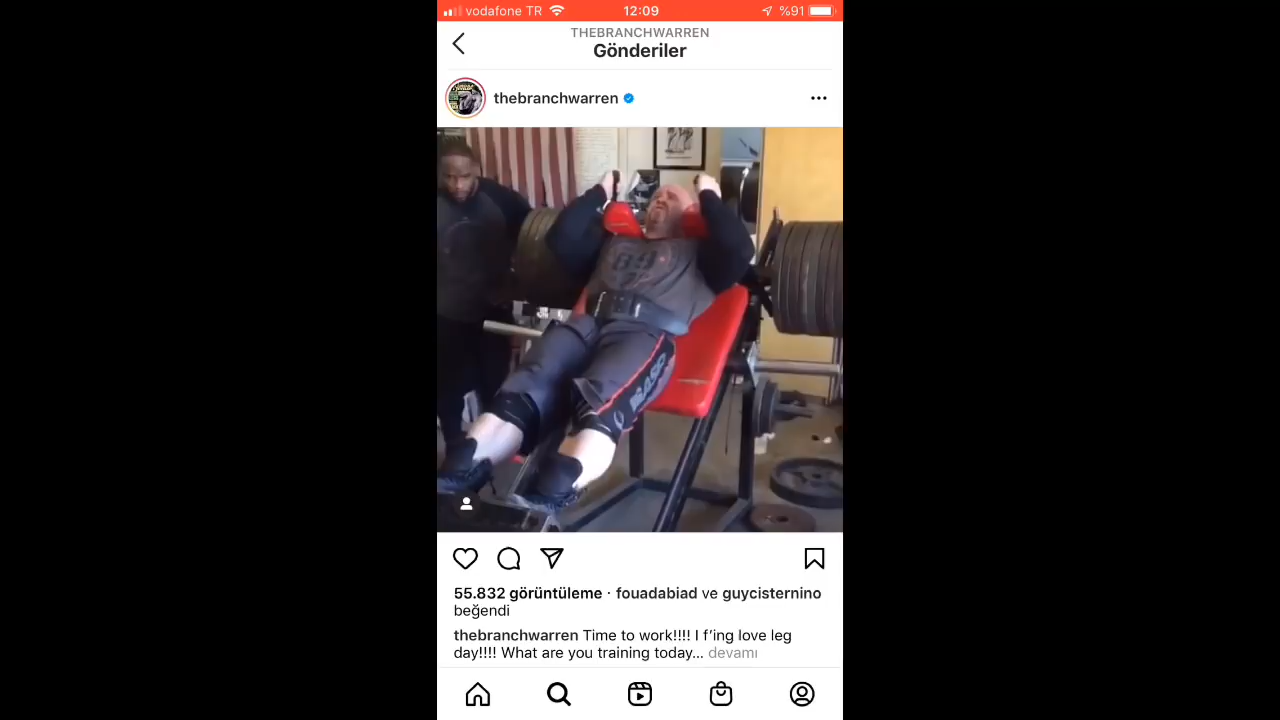 vodafone TR
12:09
%91
THEBRANCHWARREN
Gönderiler
thebranchwarren
55.832 görüntüleme · fouadabiad ve guycisternino
beğendi
thebranchwarren Time to work!!!! I f'ing love leg
day!!!! What are you training today... devamı